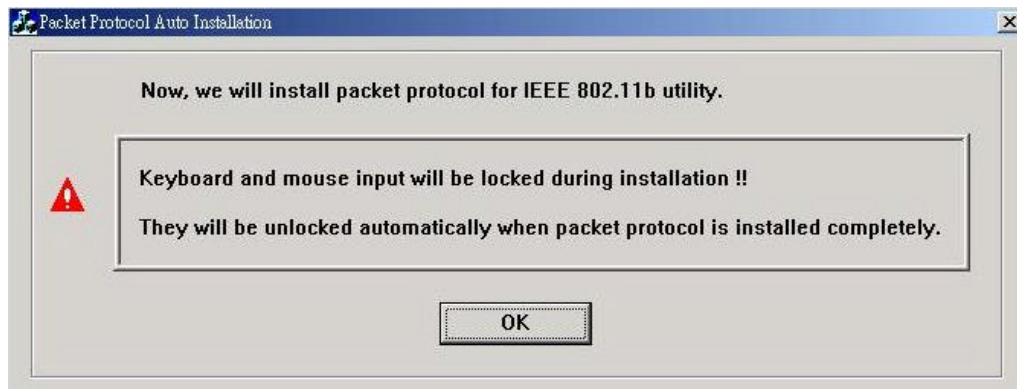 Packet Protocol Auto Installation
Now, we will install packet protocol for IEEE 802.11b utility.
Keyboard and mouse input will be locked during installation !!
They will be unlocked automatically when packet protocol is installed completely.
OK